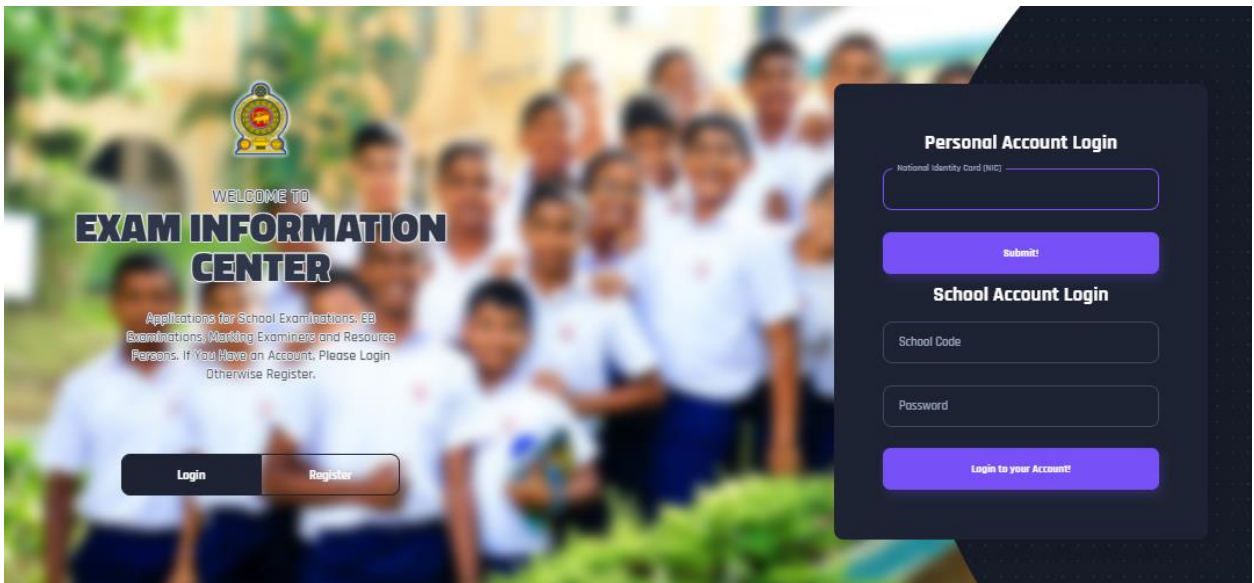 WELCOME TO
EXAM INFORMATION
CENTER
Applications for School Examinations, EB
Examinations, Marking Examiners and Resource
Persons. If You Have an Account, Please Login
Otherwise Register.
Login
Register
Personal Account Login
National Identity Card (NIC)
Submit!
School Account Login
School Code
Password
Login to your Account!